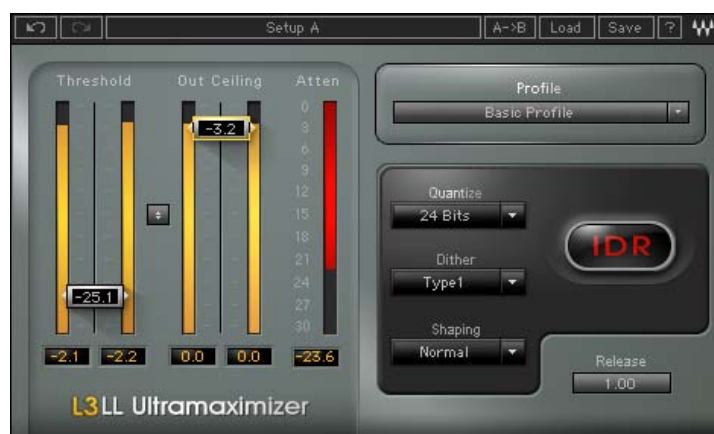 Setup A
A->B
Load
Save
?
Threshold
Out Ceiling
Atten
-3.2
-25.1
0
3
6
9
12
15
18
21
24
27
30
-2.1
-2.2
0.0
0.0
-23.6
L3LL Ultramaximizer
Profile
Basic Profile
Quantize
24 Bits
IDR
Dither
Type1
Shaping
Normal
Release
1.00